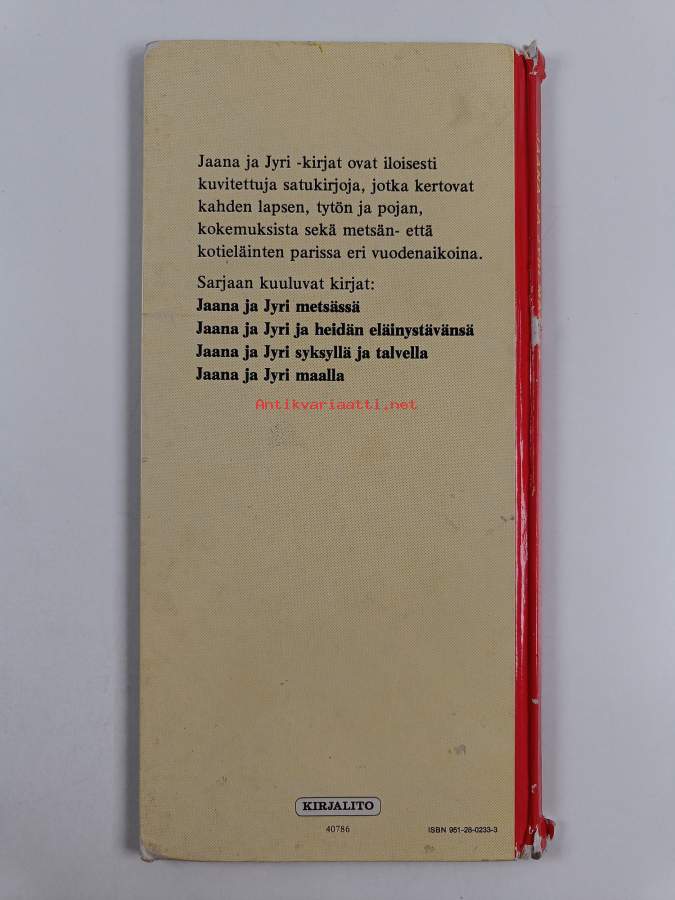 Jaana ja Jyri -kirjat ovat iloisesti
kuvitettuja satukirjoja, jotka kertovat
kahden lapsen, tytön ja pojan,
kokemuksista sekä metsän- että
kotieläinten parissa eri vuodenaikoina.
Sarjaan kuuluvat kirjat:
Jaana ja Jyri metsässä
Jaana ja Jyri ja heidän eläinystävänsä
Jaana ja Jyri syksyllä ja talvella
Jaana ja Jyri maalla
Antikvariaatti.net
KIRJALITO
40786
ISBN 951-28-0233-3